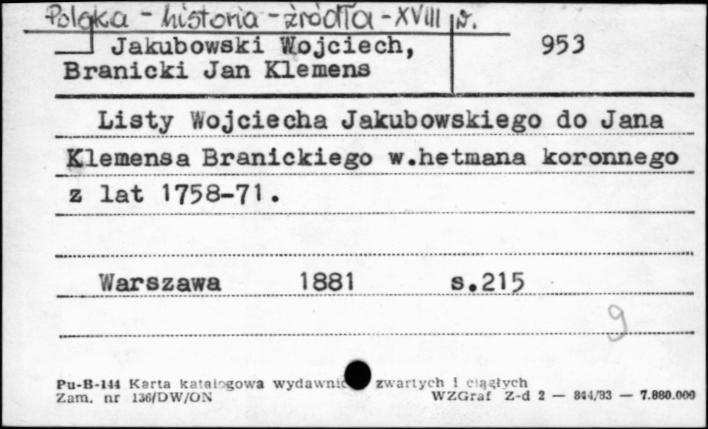 Polska - historia - źródła - XVIII w.
Jakubowski Wojciech, 953
Branicki Jan Klemens
Listy Wojciecha Jakubowskiego do Jana
Klemensa Branickiego w.hetmana koronnego
z lat 1758-71.
Warszawa 1881 s.215
9
Pu-B-144 Karta katalogowa wydawnic zwartych i ciągłych
Zam. nr 136/DW/ON WZGraf Z-d 2 — 844/83 — 7.880.000